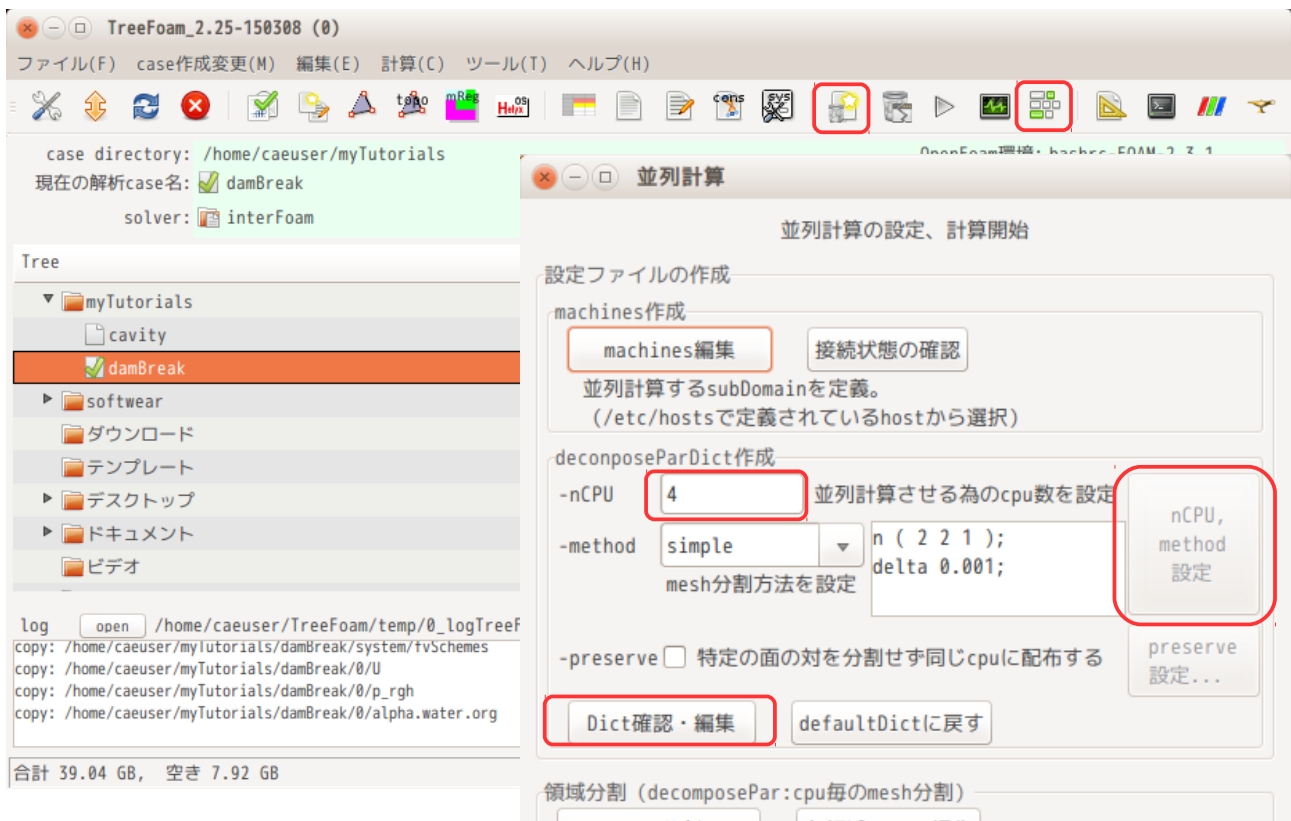 TreeFoam_2.25-150308 (0)
ファイル(F) case作成変更(M) 編集(E) 計算(C) ツール(T) ヘルプ(H)
topo
mReg
Helyx OS
cons
sys
case directory: /home/caeuser/myTutorials
OpenFoam環境: bashrc-FOAM-2.3.1
現在の解析case名: damBreak
solver: interFoam
Tree
myTutorials
cavity
damBreak
softwear
ダウンロード
テンプレート
デスクトップ
ドキュメント
ビデオ
log open /home/caeuser/TreeFoam/temp/0_logTreeF
copy: /home/caeuser/myTutorials/damBreak/system/fvSchemes
copy: /home/caeuser/myTutorials/damBreak/0/U
copy: /home/caeuser/myTutorials/damBreak/0/p_rgh
copy: /home/caeuser/myTutorials/damBreak/0/alpha.water.org
合計 39.04 GB, 空き 7.92 GB
並列計算
並列計算の設定、計算開始
設定ファイルの作成
machines作成
machines編集 接続状態の確認
並列計算するsubDomainを定義。
(/etc/hostsで定義されているhostから選択)
deconposeParDict作成
-nCPU 4 並列計算させる為のcpu数を設定
-method simple
n ( 2 2 1 );
delta 0.001;
mesh分割方法を設定
nCPU,
method
設定
-preserve 特定の面の対を分割せず同じcpuに配布する
preserve
設定...
Dict確認・編集 defaultDictに戻す
領域分割 (decomposePar:cpu毎のmesh分割)